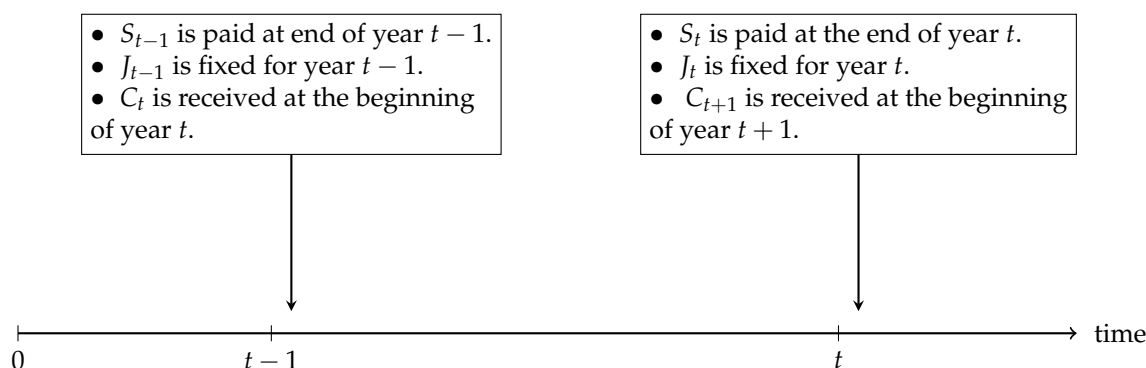 • S_{t−1} is paid at end of year t − 1.
• J_{t−1} is fixed for year t − 1.
• C_t is received at the beginning
of year t.
• S_t is paid at the end of year t.
• J_t is fixed for year t.
• C_{t+1} is received at the beginning
of year t + 1.
time
0
t − 1
t